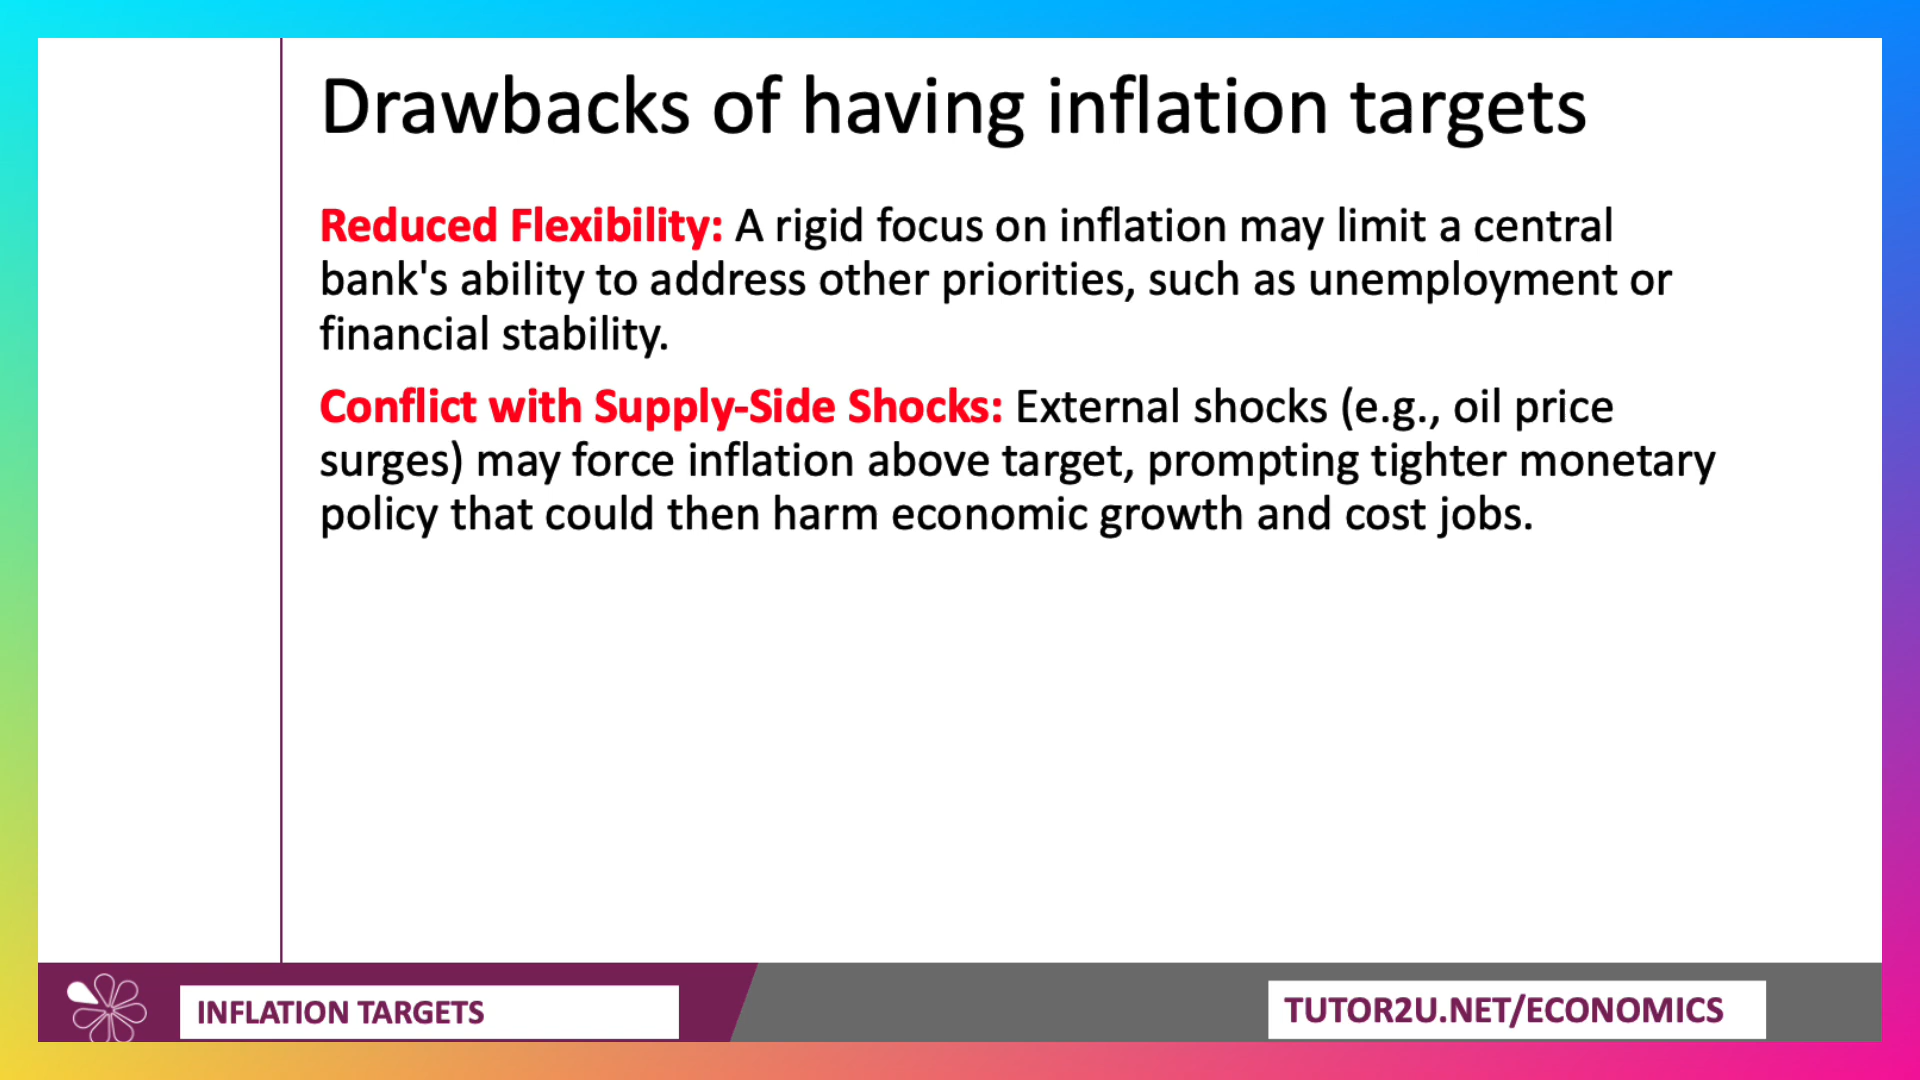 Drawbacks of having inflation targets
Reduced Flexibility: A rigid focus on inflation may limit a central
bank's ability to address other priorities, such as unemployment or
financial stability.
Conflict with Supply-Side Shocks: External shocks (e.g., oil price
surges) may force inflation above target, prompting tighter monetary
policy that could then harm economic growth and cost jobs.
INFLATION TARGETS
TUTOR2U.NET/ECONOMICS